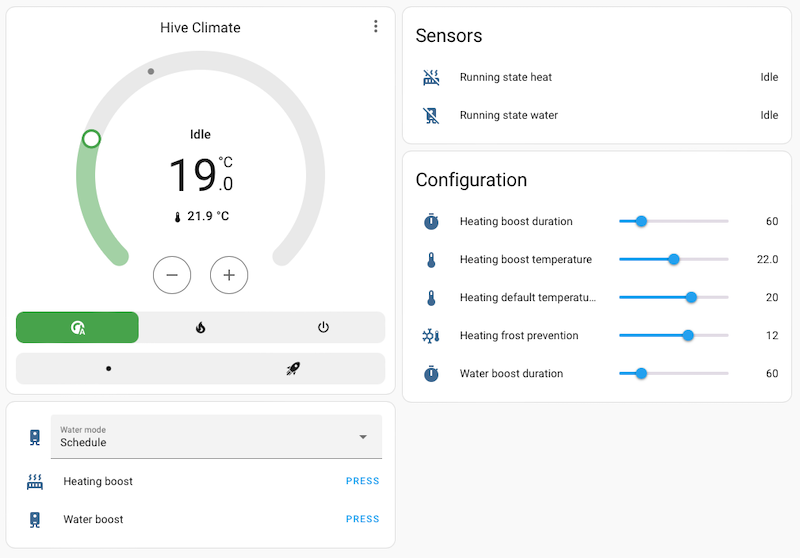 Hive Climate
Idle
19.0 °C
21.9 °C
Water mode
Schedule
Heating boost PRESS
Water boost PRESS
Sensors
Running state heat Idle
Running state water Idle
Configuration
Heating boost duration 60
Heating boost temperature 22.0
Heating default temperatu... 20
Heating frost prevention 12
Water boost duration 60